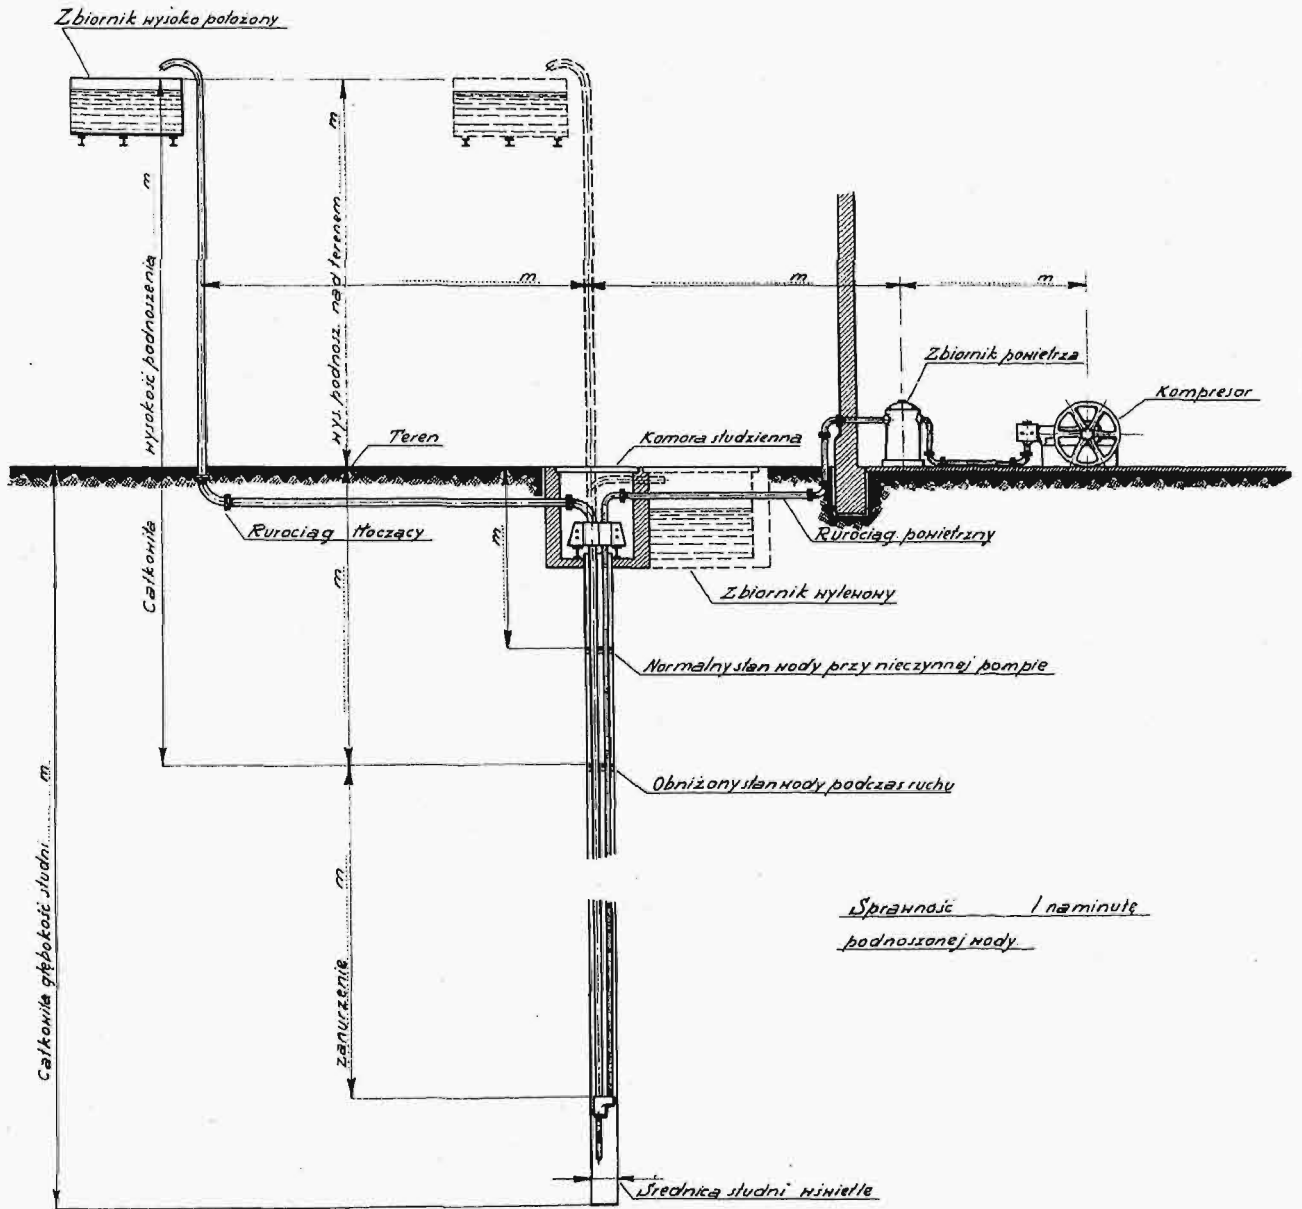 Zbiornik wysoko położony
m
m
Całkowita wysokość podnoszenia
wys. podnosz. nad terenem
m
m
m
Zbiornik powietrza
Kompresor
Teren
Komora studzienna
Rurociąg tłoczący
m
m
Rurociąg powietrzny
Zbiornik wylewowy
Normalny stan wody przy nieczynnej pompie
Obniżony stan wody podczas ruchu
Całkowita głębokość studni m
zanurzenie m
Sprawność l na minutę
podnoszonej wody
Średnica studni w świetle